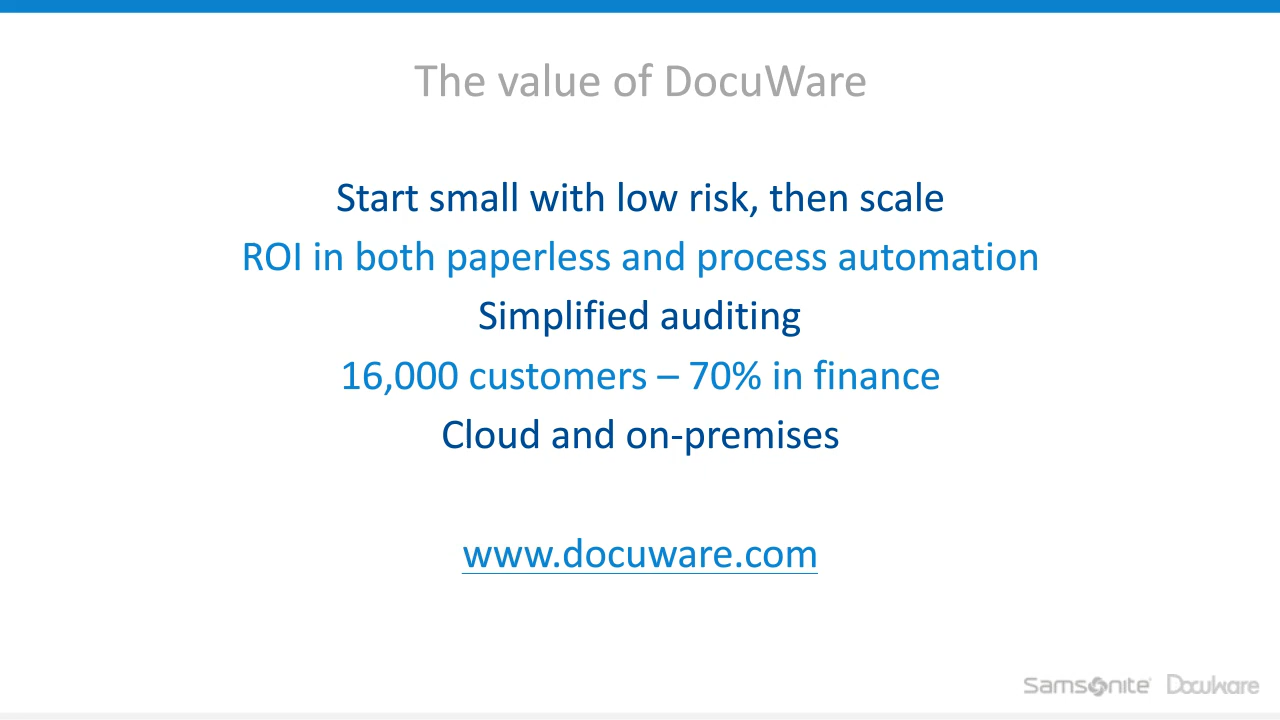 The value of DocuWare
Start small with low risk, then scale
ROI in both paperless and process automation
Simplified auditing
16,000 customers – 70% in finance
Cloud and on-premises
www.docuware.com
Samsonite DocuWare